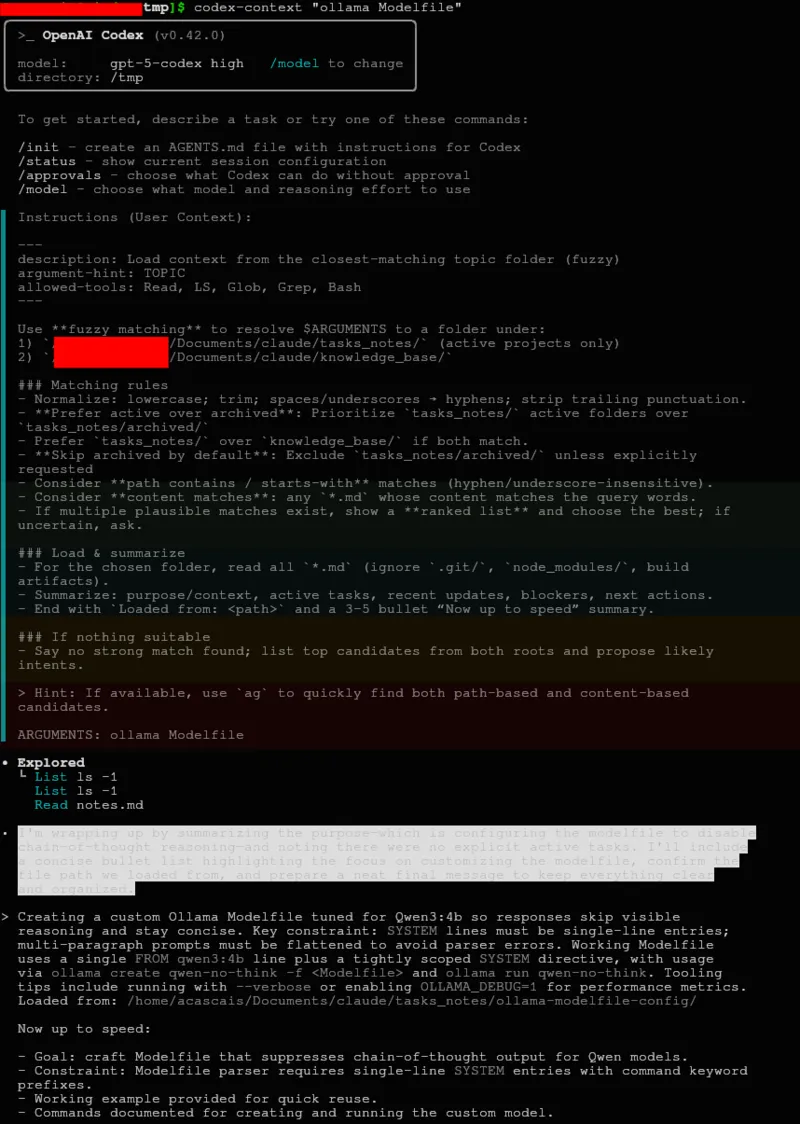 tmp]$ codex-context "ollama Modelfile"
>_ OpenAI Codex (v0.42.0)
model: gpt-5-codex high /model to change
directory: /tmp
To get started, describe a task or try one of these commands:
/init - create an AGENTS.md file with instructions for Codex
/status - show current session configuration
/approvals - choose what Codex can do without approval
/model - choose what model and reasoning effort to use
Instructions (User Context):
---
description: Load context from the closest-matching topic folder (fuzzy)
argument-hint: TOPIC
allowed-tools: Read, LS, Glob, Grep, Bash
---
Use **fuzzy matching** to resolve $ARGUMENTS to a folder under:
1) `/Documents/claude/tasks_notes/` (active projects only)
2) `/Documents/claude/knowledge_base/`
### Matching rules
- Normalize: lowercase; trim; spaces/underscores → hyphens; strip trailing punctuation.
- **Prefer active over archived**: Prioritize `tasks_notes/` active folders over
`tasks_notes/archived/`
- Prefer `tasks_notes/` over `knowledge_base/` if both match.
- **Skip archived by default**: Exclude `tasks_notes/archived/` unless explicitly
requested
- Consider **path contains / starts-with** matches (hyphen/underscore-insensitive).
- Consider **content matches**: any `*.md` whose content matches the query words.
- If multiple plausible matches exist, show a **ranked list** and choose the best; if
uncertain, ask.
### Load & summarize
- For the chosen folder, read all `*.md` (ignore `.git/`, `node_modules/`, build
artifacts).
- Summarize: purpose/context, active tasks, recent updates, blockers, next actions.
- End with `Loaded from: <path>` and a 3-5 bullet “Now up to speed” summary.
### If nothing suitable
- Say no strong match found; list top candidates from both roots and propose likely
intents.
> Hint: If available, use `ag` to quickly find both path-based and content-based
candidates.
ARGUMENTS: ollama Modelfile
• Explored
└ List ls -1
List ls -1
Read notes.md
• I'm wrapping up by summarizing the purpose-which is configuring the modelfile to disable
chain-of-thought reasoning-and noting there were no explicit active tasks. I'll include
a concise bullet list highlighting the focus on customizing the modelfile, confirm the
file path we loaded from, and prepare a neat final message to keep everything clear
and organized.
> Creating a custom Ollama Modelfile tuned for Qwen3:4b so responses skip visible
reasoning and stay concise. Key constraint: SYSTEM lines must be single-line entries;
multi-paragraph prompts must be flattened to avoid parser errors. Working Modelfile
uses a single FROM qwen3:4b line plus a tightly scoped SYSTEM directive, with usage
via ollama create qwen-no-think -f <Modelfile> and ollama run qwen-no-think. Tooling
tips include running with --verbose or enabling OLLAMA_DEBUG=1 for performance metrics.
Loaded from: /home/acascais/Documents/claude/tasks_notes/ollama-modelfile-config/
Now up to speed:
- Goal: craft Modelfile that suppresses chain-of-thought output for Qwen models.
- Constraint: Modelfile parser requires single-line SYSTEM entries with command keyword
prefixes.
- Working example provided for quick reuse.
- Commands documented for creating and running the custom model.